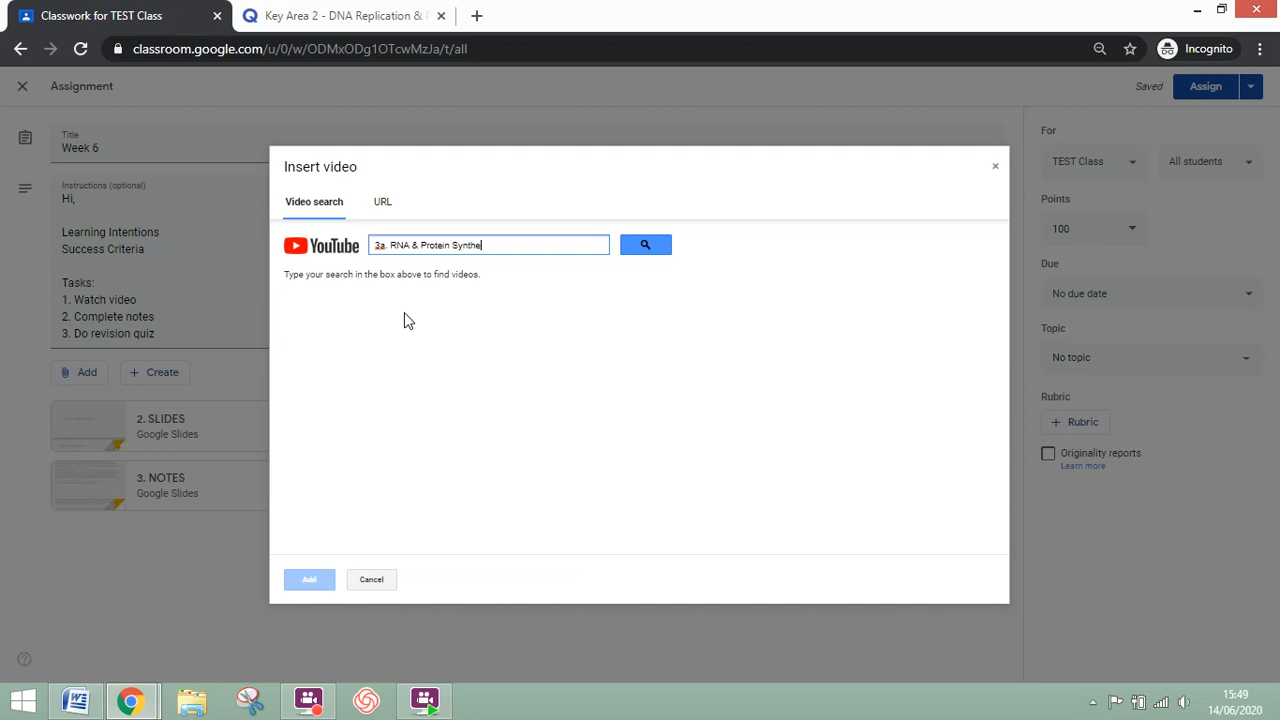 Classwork for TEST Class
Key Area 2 - DNA Replication &
classroom.google.com/u/0/w/ODMxODg1OTcwMzJa/t/all
Incognito
Assignment
Saved
Assign
Title
Week 6
Instructions (optional)
Hi,
Learning Intentions
Success Criteria
Tasks:
1. Watch video
2. Complete notes
3. Do revision quiz
Add
Create
2. SLIDES
Google Slides
3. NOTES
Google Slides
Insert video
Video search
URL
YouTube
3a. RNA & Protein Synthe
Type your search in the box above to find videos.
Add
Cancel
For
TEST Class
All students
Points
100
Due
No due date
Topic
No topic
Rubric
+ Rubric
Originality reports
Learn more
15:49
14/06/2020